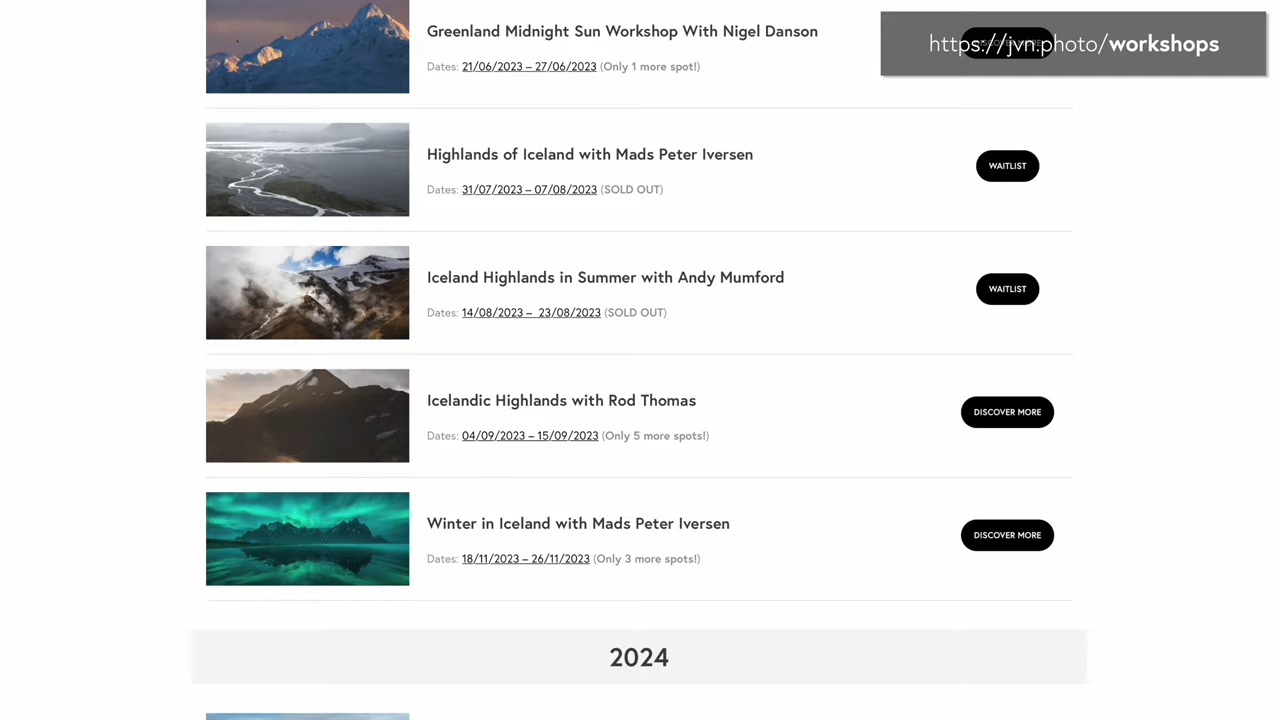 Greenland Midnight Sun Workshop With Nigel Danson
https://jvn.photo/workshops
Dates: 21/06/2023 – 27/06/2023 (Only 1 more spot!)
Highlands of Iceland with Mads Peter Iversen
WAITLIST
Dates: 31/07/2023 – 07/08/2023 (SOLD OUT)
Iceland Highlands in Summer with Andy Mumford
WAITLIST
Dates: 14/08/2023 –  23/08/2023 (SOLD OUT)
Icelandic Highlands with Rod Thomas
DISCOVER MORE
Dates: 04/09/2023 – 15/09/2023 (Only 5 more spots!)
Winter in Iceland with Mads Peter Iversen
DISCOVER MORE
Dates: 18/11/2023 – 26/11/2023 (Only 3 more spots!)
2024